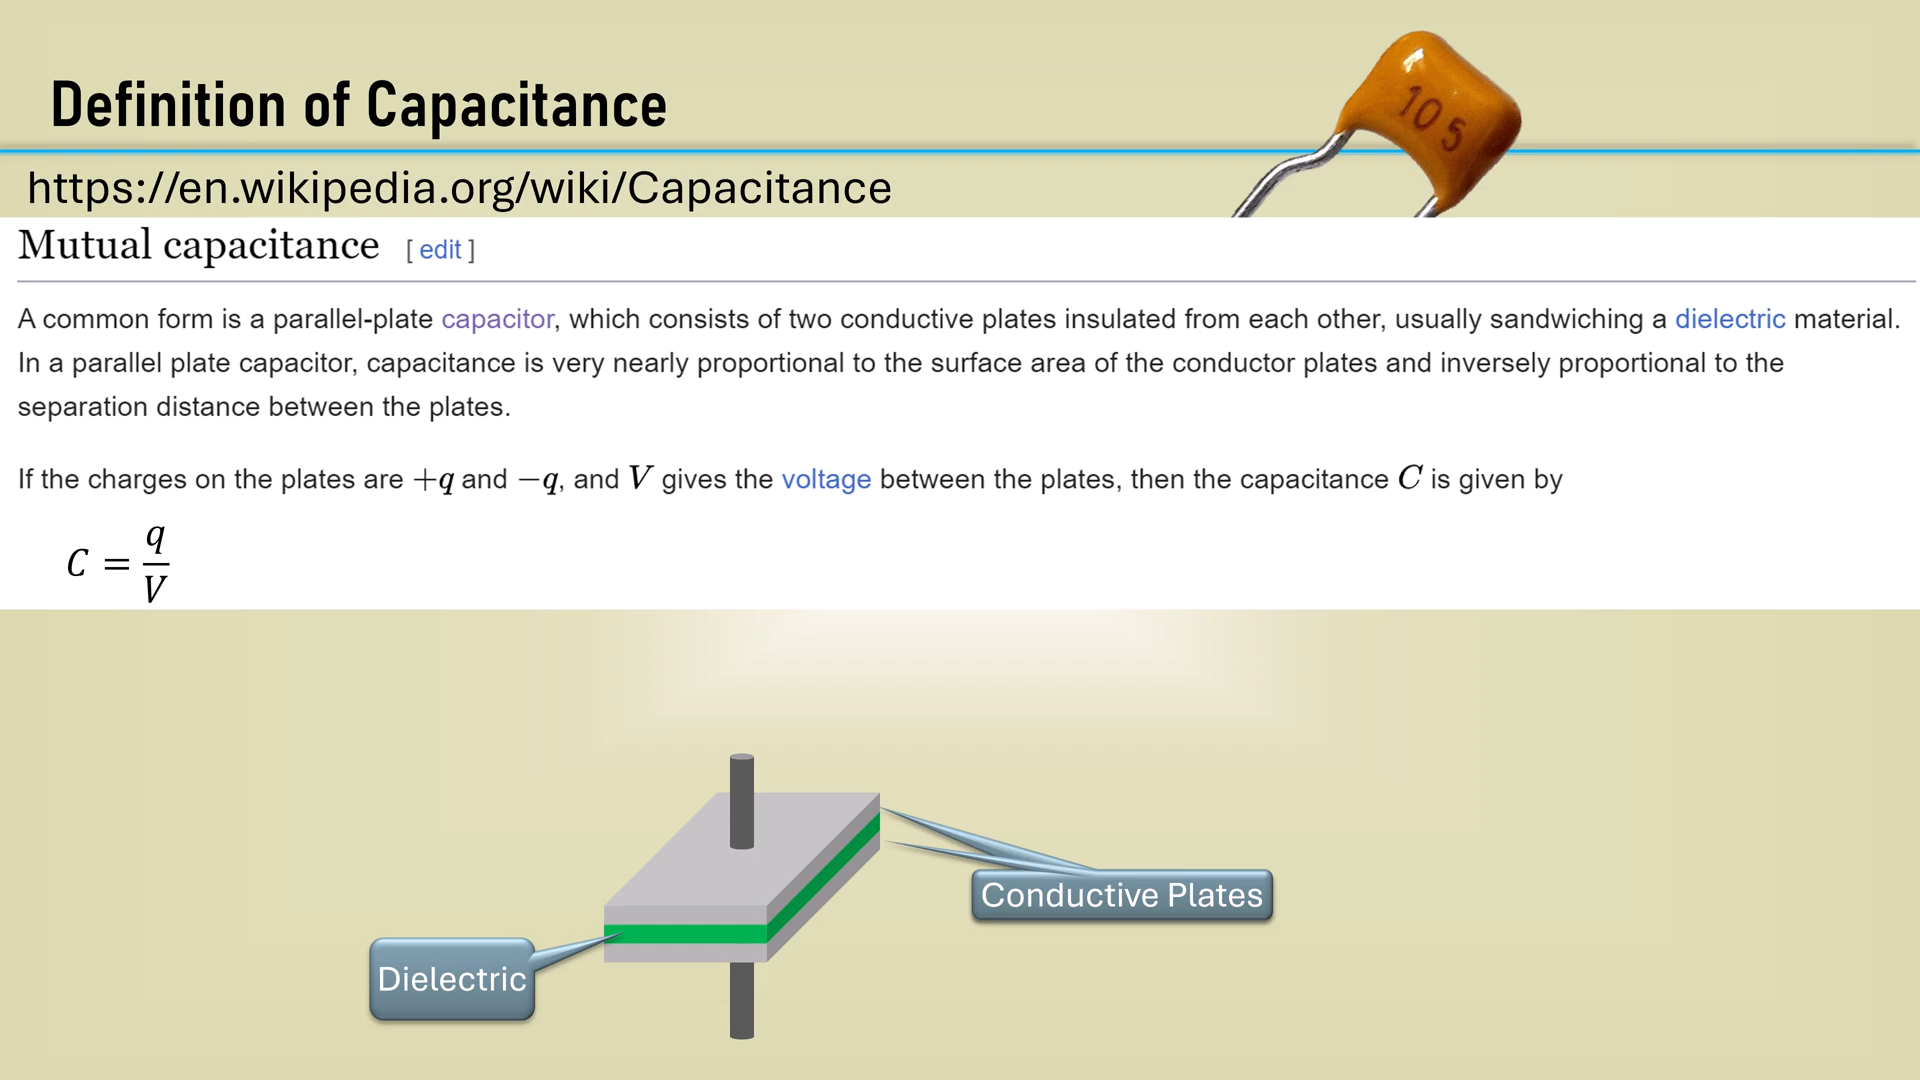 Definition of Capacitance
105
https://en.wikipedia.org/wiki/Capacitance
Mutual capacitance [ edit ]
A common form is a parallel-plate capacitor, which consists of two conductive plates insulated from each other, usually sandwiching a dielectric material.
In a parallel plate capacitor, capacitance is very nearly proportional to the surface area of the conductor plates and inversely proportional to the
separation distance between the plates.
If the charges on the plates are +q and −q, and V gives the voltage between the plates, then the capacitance C is given by
C = q/V
Conductive Plates
Dielectric